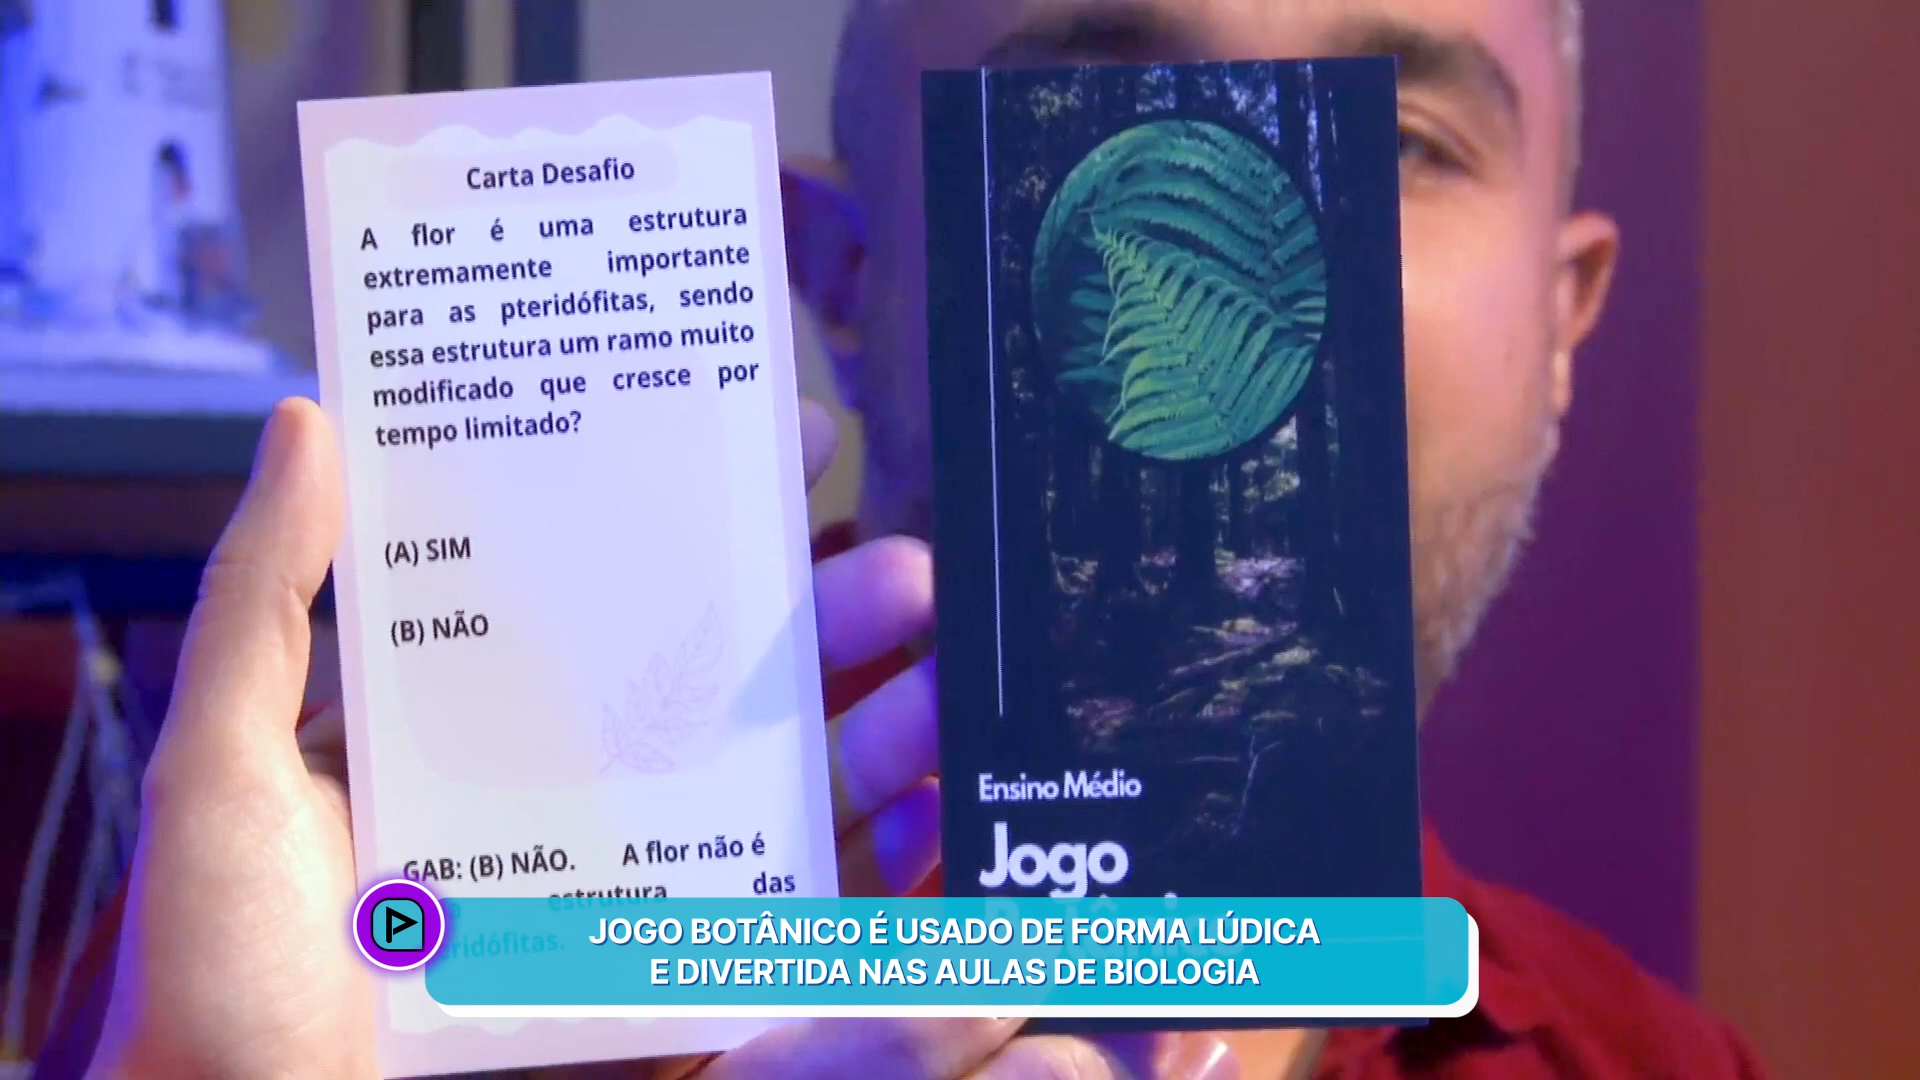 Carta Desafio
A flor é uma estrutura
extremamente importante
para as pteridófitas, sendo
essa estrutura um ramo muito
modificado que cresce por
tempo limitado?
(A) SIM
(B) NÃO
GAB: (B) NÃO. A flor não é
estrutura das
Ensino Médio
Jogo
JOGO BOTÂNICO É USADO DE FORMA LÚDICA
E DIVERTIDA NAS AULAS DE BIOLOGIA